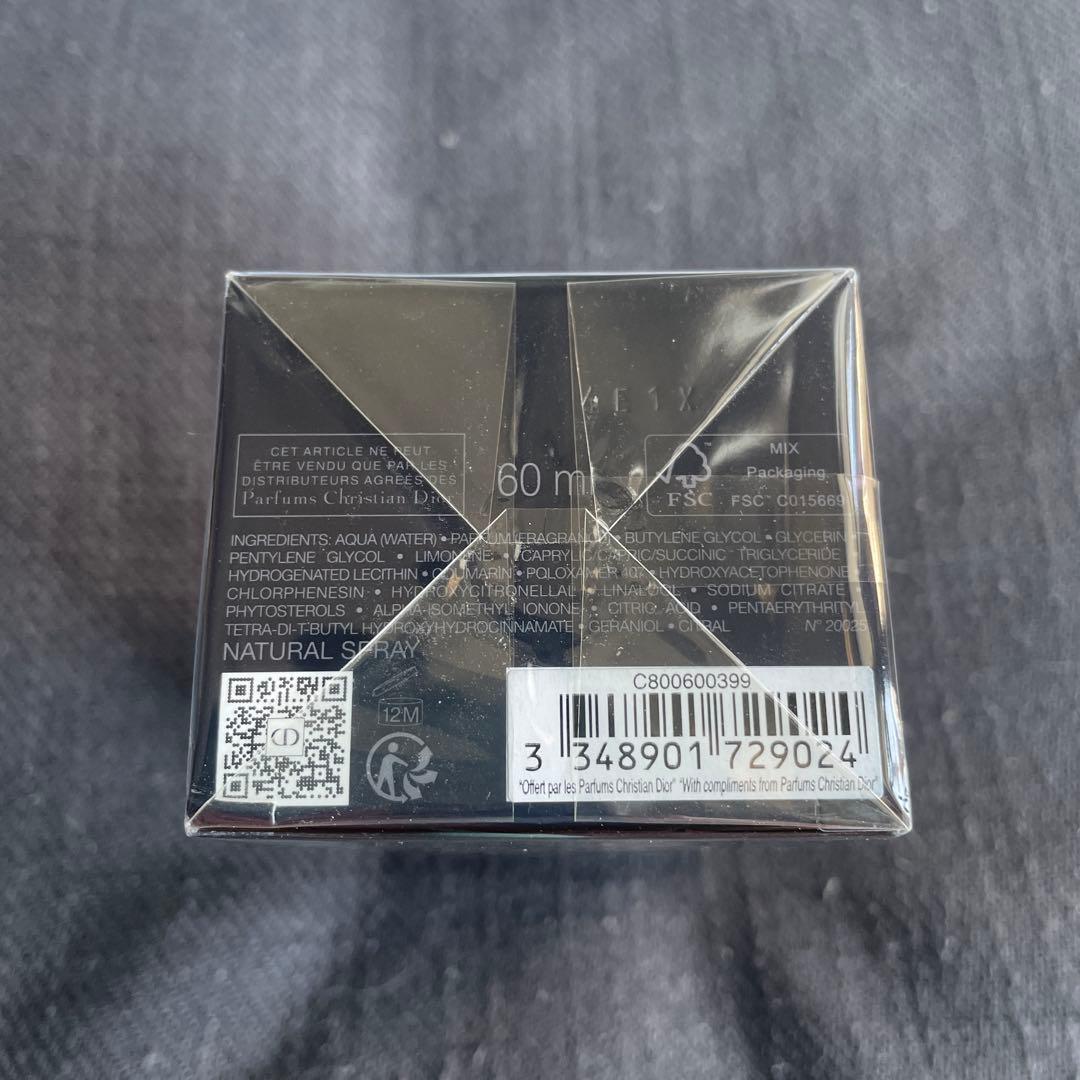 E1X
CET ARTICLE NE PEUT
ÊTRE VENDU QUE PAR LES
DISTRIBUTEURS AGRÉÉS DES
Parfums Christian Dior
60 ml
FSC
MIX
Packaging
FSC™ C015669
INGREDIENTS: AQUA (WATER) • PARFUM (FRAGRANCE) • BUTYLENE GLYCOL • GLYCERIN •
PENTYLENE GLYCOL • LIMONENE • CAPRYLIC/CAPRIC/SUCCINIC TRIGLYCERIDE •
HYDROGENATED LECITHIN • COUMARIN • POLOXAMER 407 • HYDROXYACETOPHENONE •
CHLORPHENESIN • HYDROXYCITRONELLAL • LINALOOL • SODIUM CITRATE •
PHYTOSTEROLS • ALPHA-ISOMETHYL IONONE • CITRIC ACID • PENTAERYTHRITYL
TETRA-DI-T-BUTYL HYDROXYHYDROCINNAMATE • GERANIOL • CITRAL N° 20025
NATURAL SPRAY
12M
CD
C800600399
3 348901 729024
"Offert par les Parfums Christian Dior" "With compliments from Parfums Christian Dior"